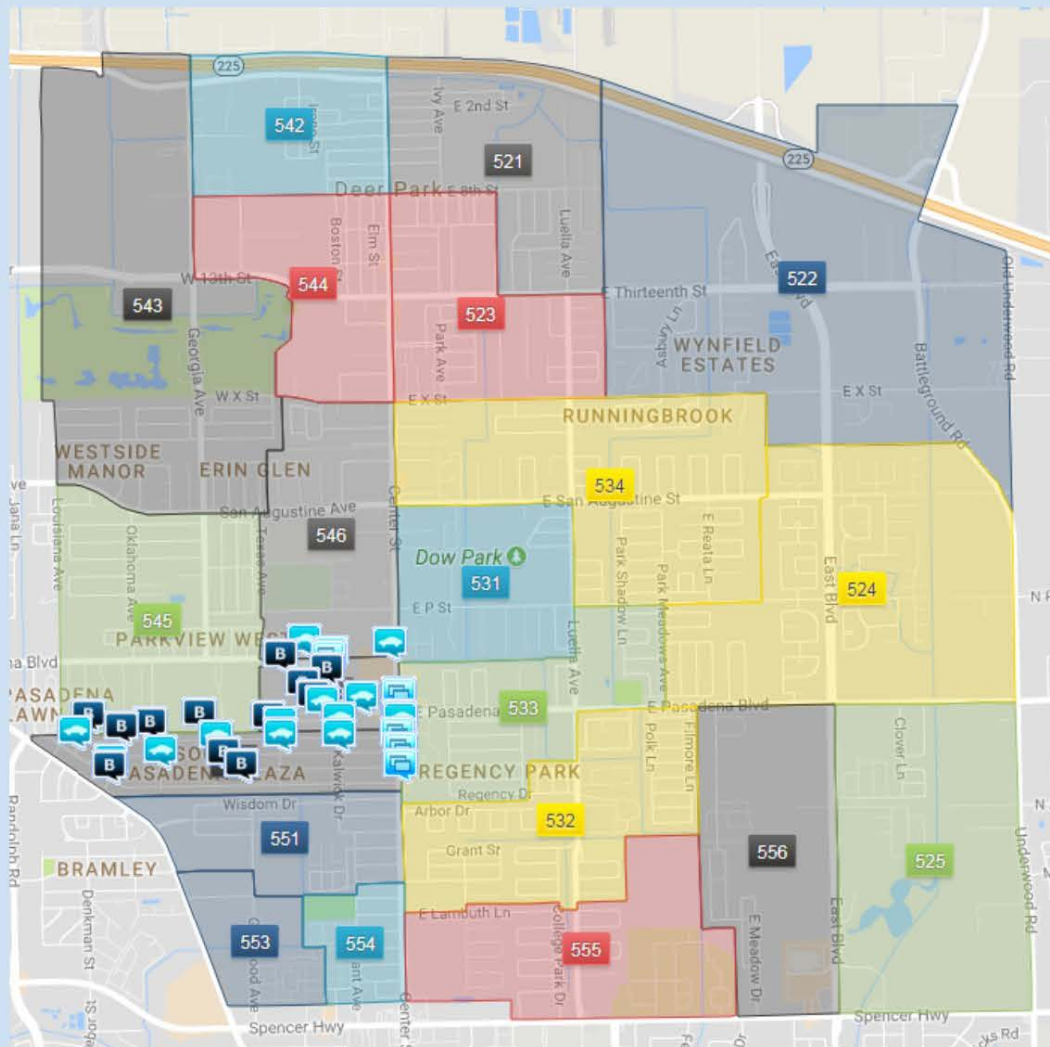 225
Ivy Ave
E 2nd St
542
521
225
Deer Park
E 8th St
Luella Ave
Boston St
Elm St
W 13th St
544
543
E Thirteenth St
522
Old Underwood Rd
523
Asbury Ln
Georgia Ave
Park Ave
WYNFIELD
ESTATES
Battleground Rd
W X St
E X St
E X St
RUNNINGBROOK
WESTSIDE
MANOR
ERIN GLEN
534
E San Augustine St
San Augustine Ave
Center St
Jana Ln
Louisiana Ave
Oklahoma Ave
Texas Ave
546
E Reata Ln
Dow Park
Park Shadow Ln
Park Meadows Ave
East Blvd
531
524
E P St
545
PARKVIEW WEST
Luella Ave
B
B
B
B
B
B
B
B
B
E Pasadena
533
E Pasadena Blvd
Polk Ln
Filmore Ln
Clover Ln
Kalwick Dr
REGENCY PARK
Regency Dr
Wisdom Dr
Arbor Dr
532
Randolph Rd
551
Grant St
556
525
Underwood Rd
BRAMLEY
Denkman St
E Lambuth Ln
College Park Dr
E Meadow Dr
East Blvd
553
554
555
Spencer Hwy
Spencer Hwy